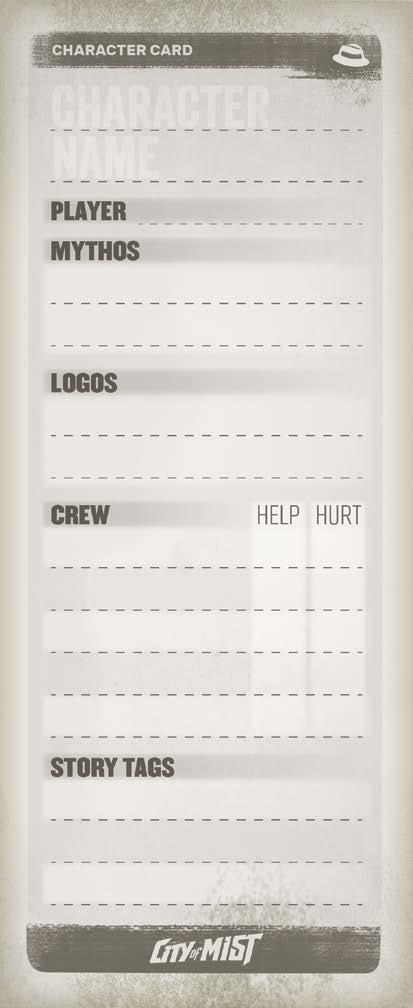 CHARACTER CARD
CHARACTER
NAME
PLAYER
MYTHOS
LOGOS
CREW HELP HURT
STORY TAGS
CITY of MIST